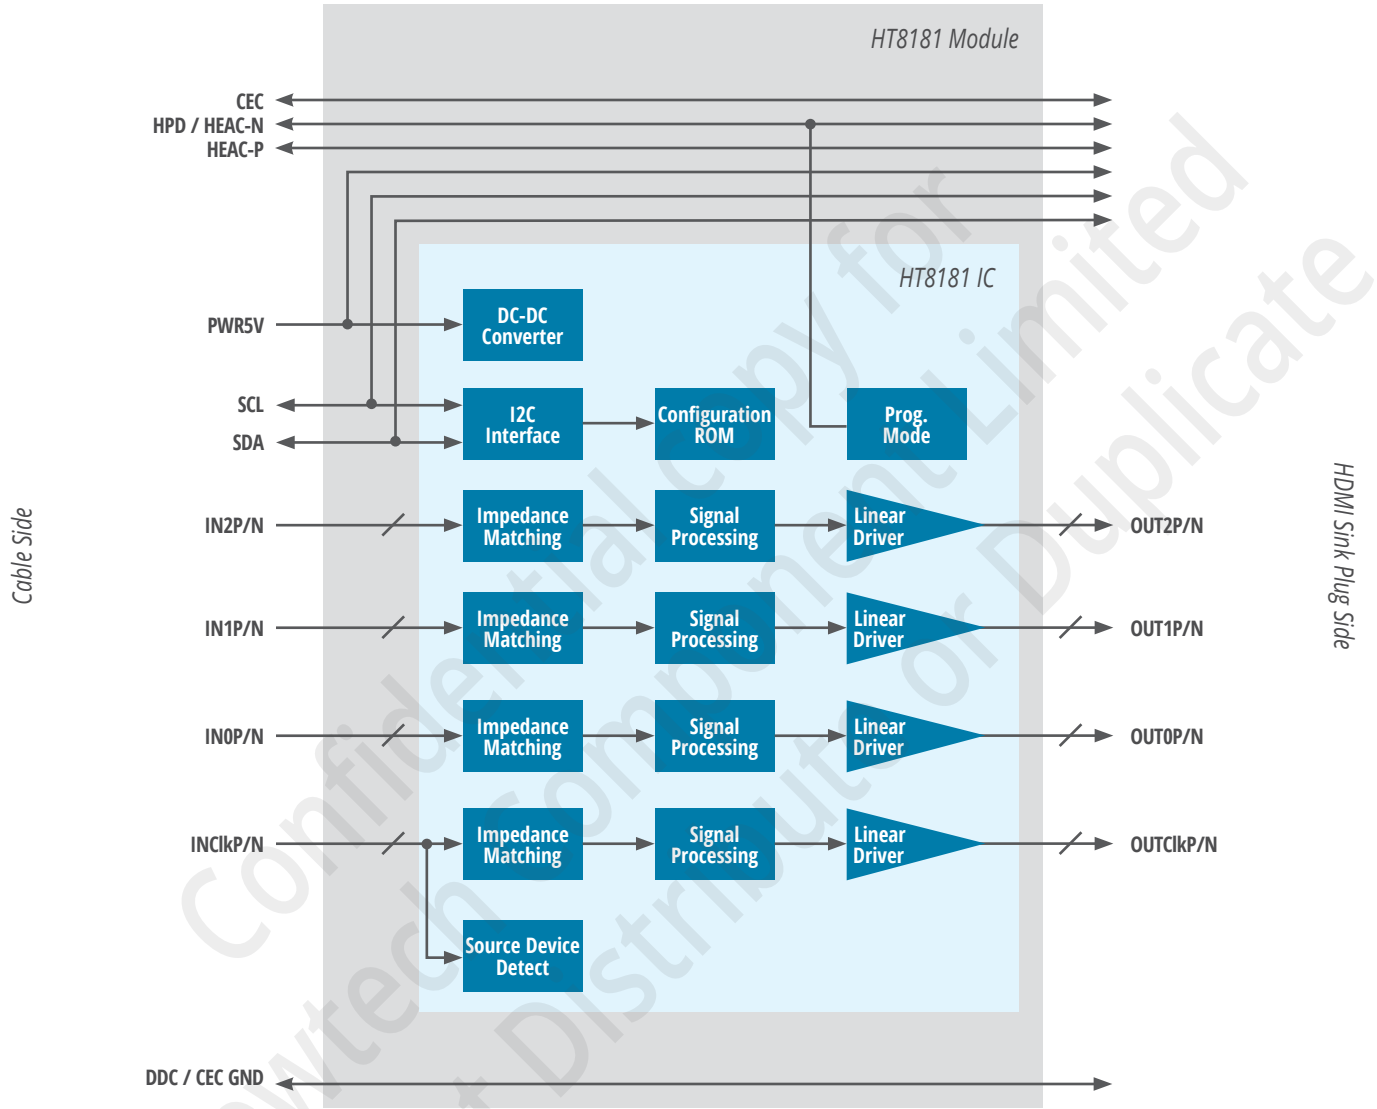 HT8181 Module
CEC
HPD / HEAC-N
HEAC-P
HT8181 IC
PWR5V
DC-DC
Converter
SCL
SDA
I2C
Interface
Configuration
ROM
Prog.
Mode
Cable Side
HDMI Sink Plug Side
IN2P/N
Impedance
Matching
Signal
Processing
Linear
Driver
OUT2P/N
IN1P/N
Impedance
Matching
Signal
Processing
Linear
Driver
OUT1P/N
IN0P/N
Impedance
Matching
Signal
Processing
Linear
Driver
OUT0P/N
INClkP/N
Impedance
Matching
Signal
Processing
Linear
Driver
OUTClkP/N
Source Device
Detect
DDC / CEC GND
Confidential copy for
Component Limited
Distribute or Duplicate